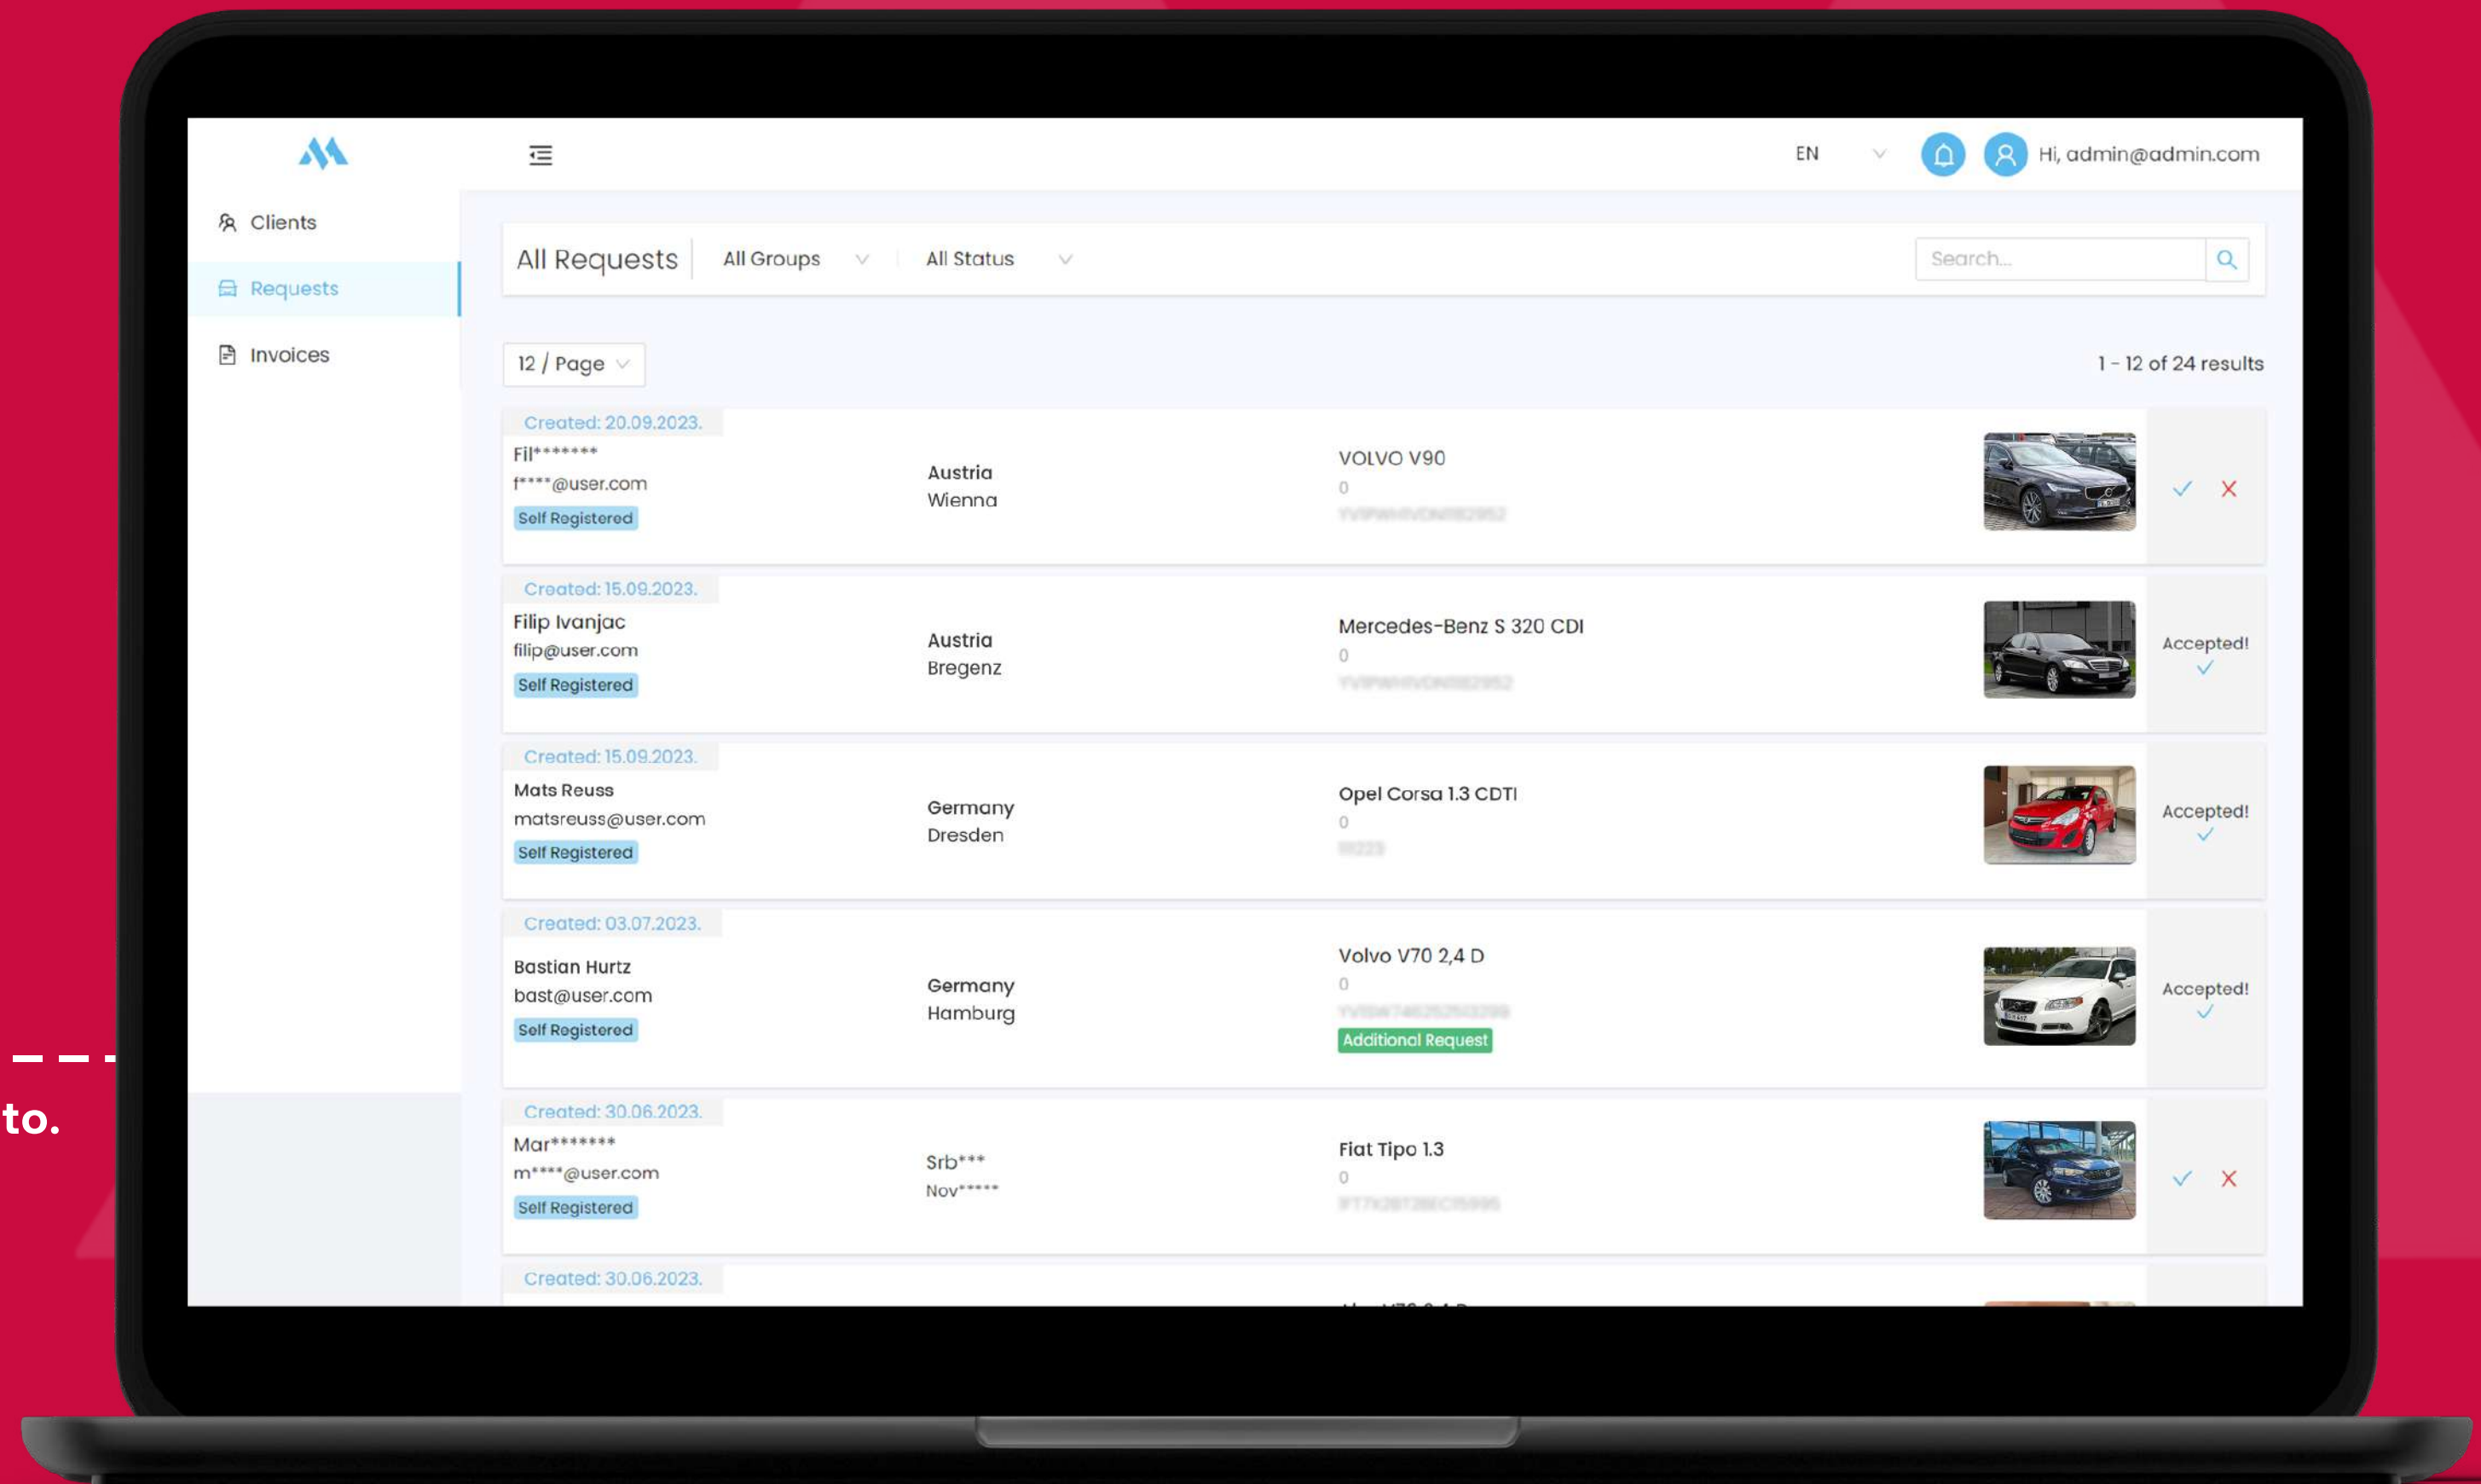 EN
Hi, admin@admin.com
Clients
Requests
Invoices
All Requests
All Groups
All Status
Search...
12 / Page
1 - 12 of 24 results
Created: 20.09.2023.
Fil*******
f****@user.com
Self Registered
Austria
Wienna
VOLVO V90
0
Created: 15.09.2023.
Filip Ivanjac
filip@user.com
Self Registered
Austria
Bregenz
Mercedes-Benz S 320 CDI
0
Accepted!
Created: 15.09.2023.
Mats Reuss
matsreuss@user.com
Self Registered
Germany
Dresden
Opel Corsa 1.3 CDTI
0
Accepted!
Created: 03.07.2023.
Bastian Hurtz
bast@user.com
Self Registered
Germany
Hamburg
Volvo V70 2,4 D
0
Additional Request
Accepted!
Created: 30.06.2023.
Mar*******
m****@user.com
Self Registered
Srb***
Nov*****
Fiat Tipo 1.3
0
Created: 30.06.2023.
to.